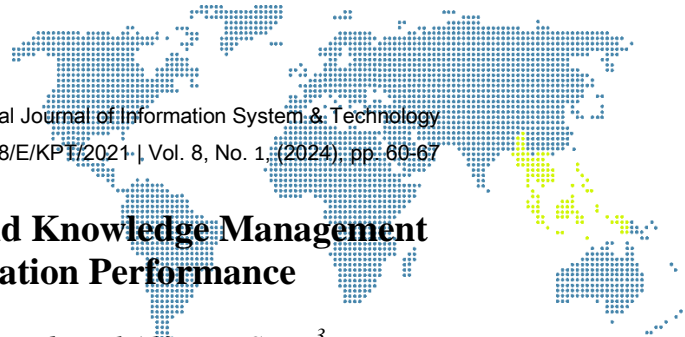 al Journal of Information System & Technology
8/E/KPT/2021 | Vol. 8, No. 1, (2024), pp. 60-67
d Knowledge Management
ation Performance
3